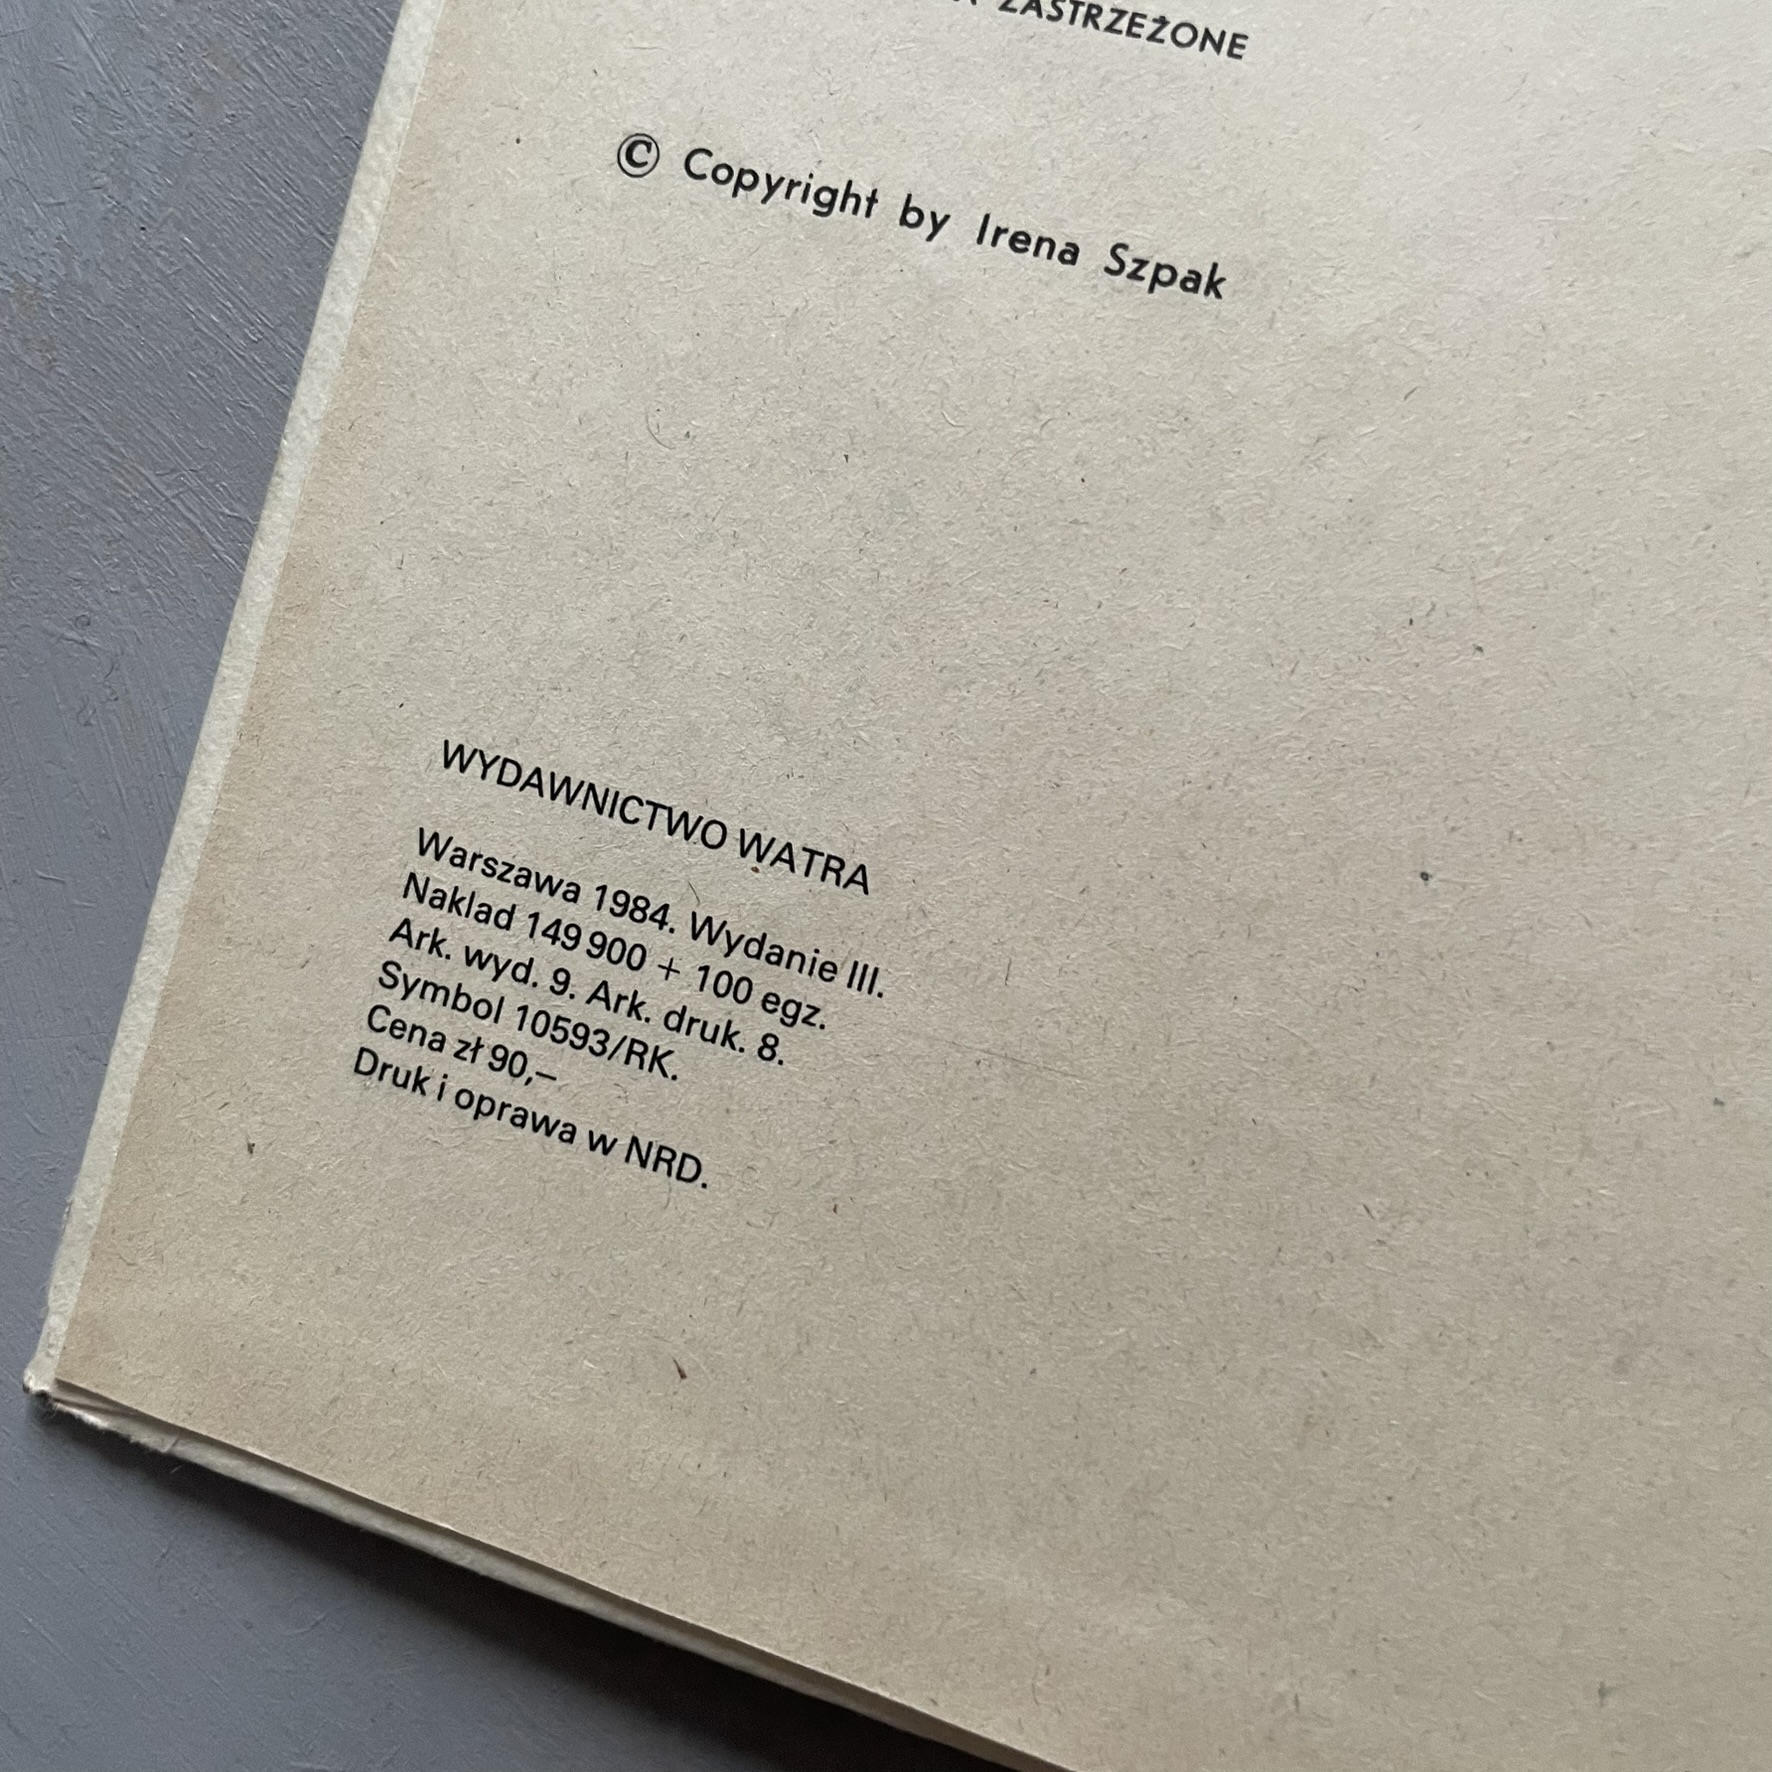 ZASTRZEŻONE
© Copyright by Irena Szpak
WYDAWNICTWO WATRA
Warszawa 1984. Wydanie III.
Naklad 149 900 + 100 egz.
Ark. wyd. 9. Ark. druk. 8.
Symbol 10593/RK.
Cena zł 90,–
Druk i oprawa w NRD.